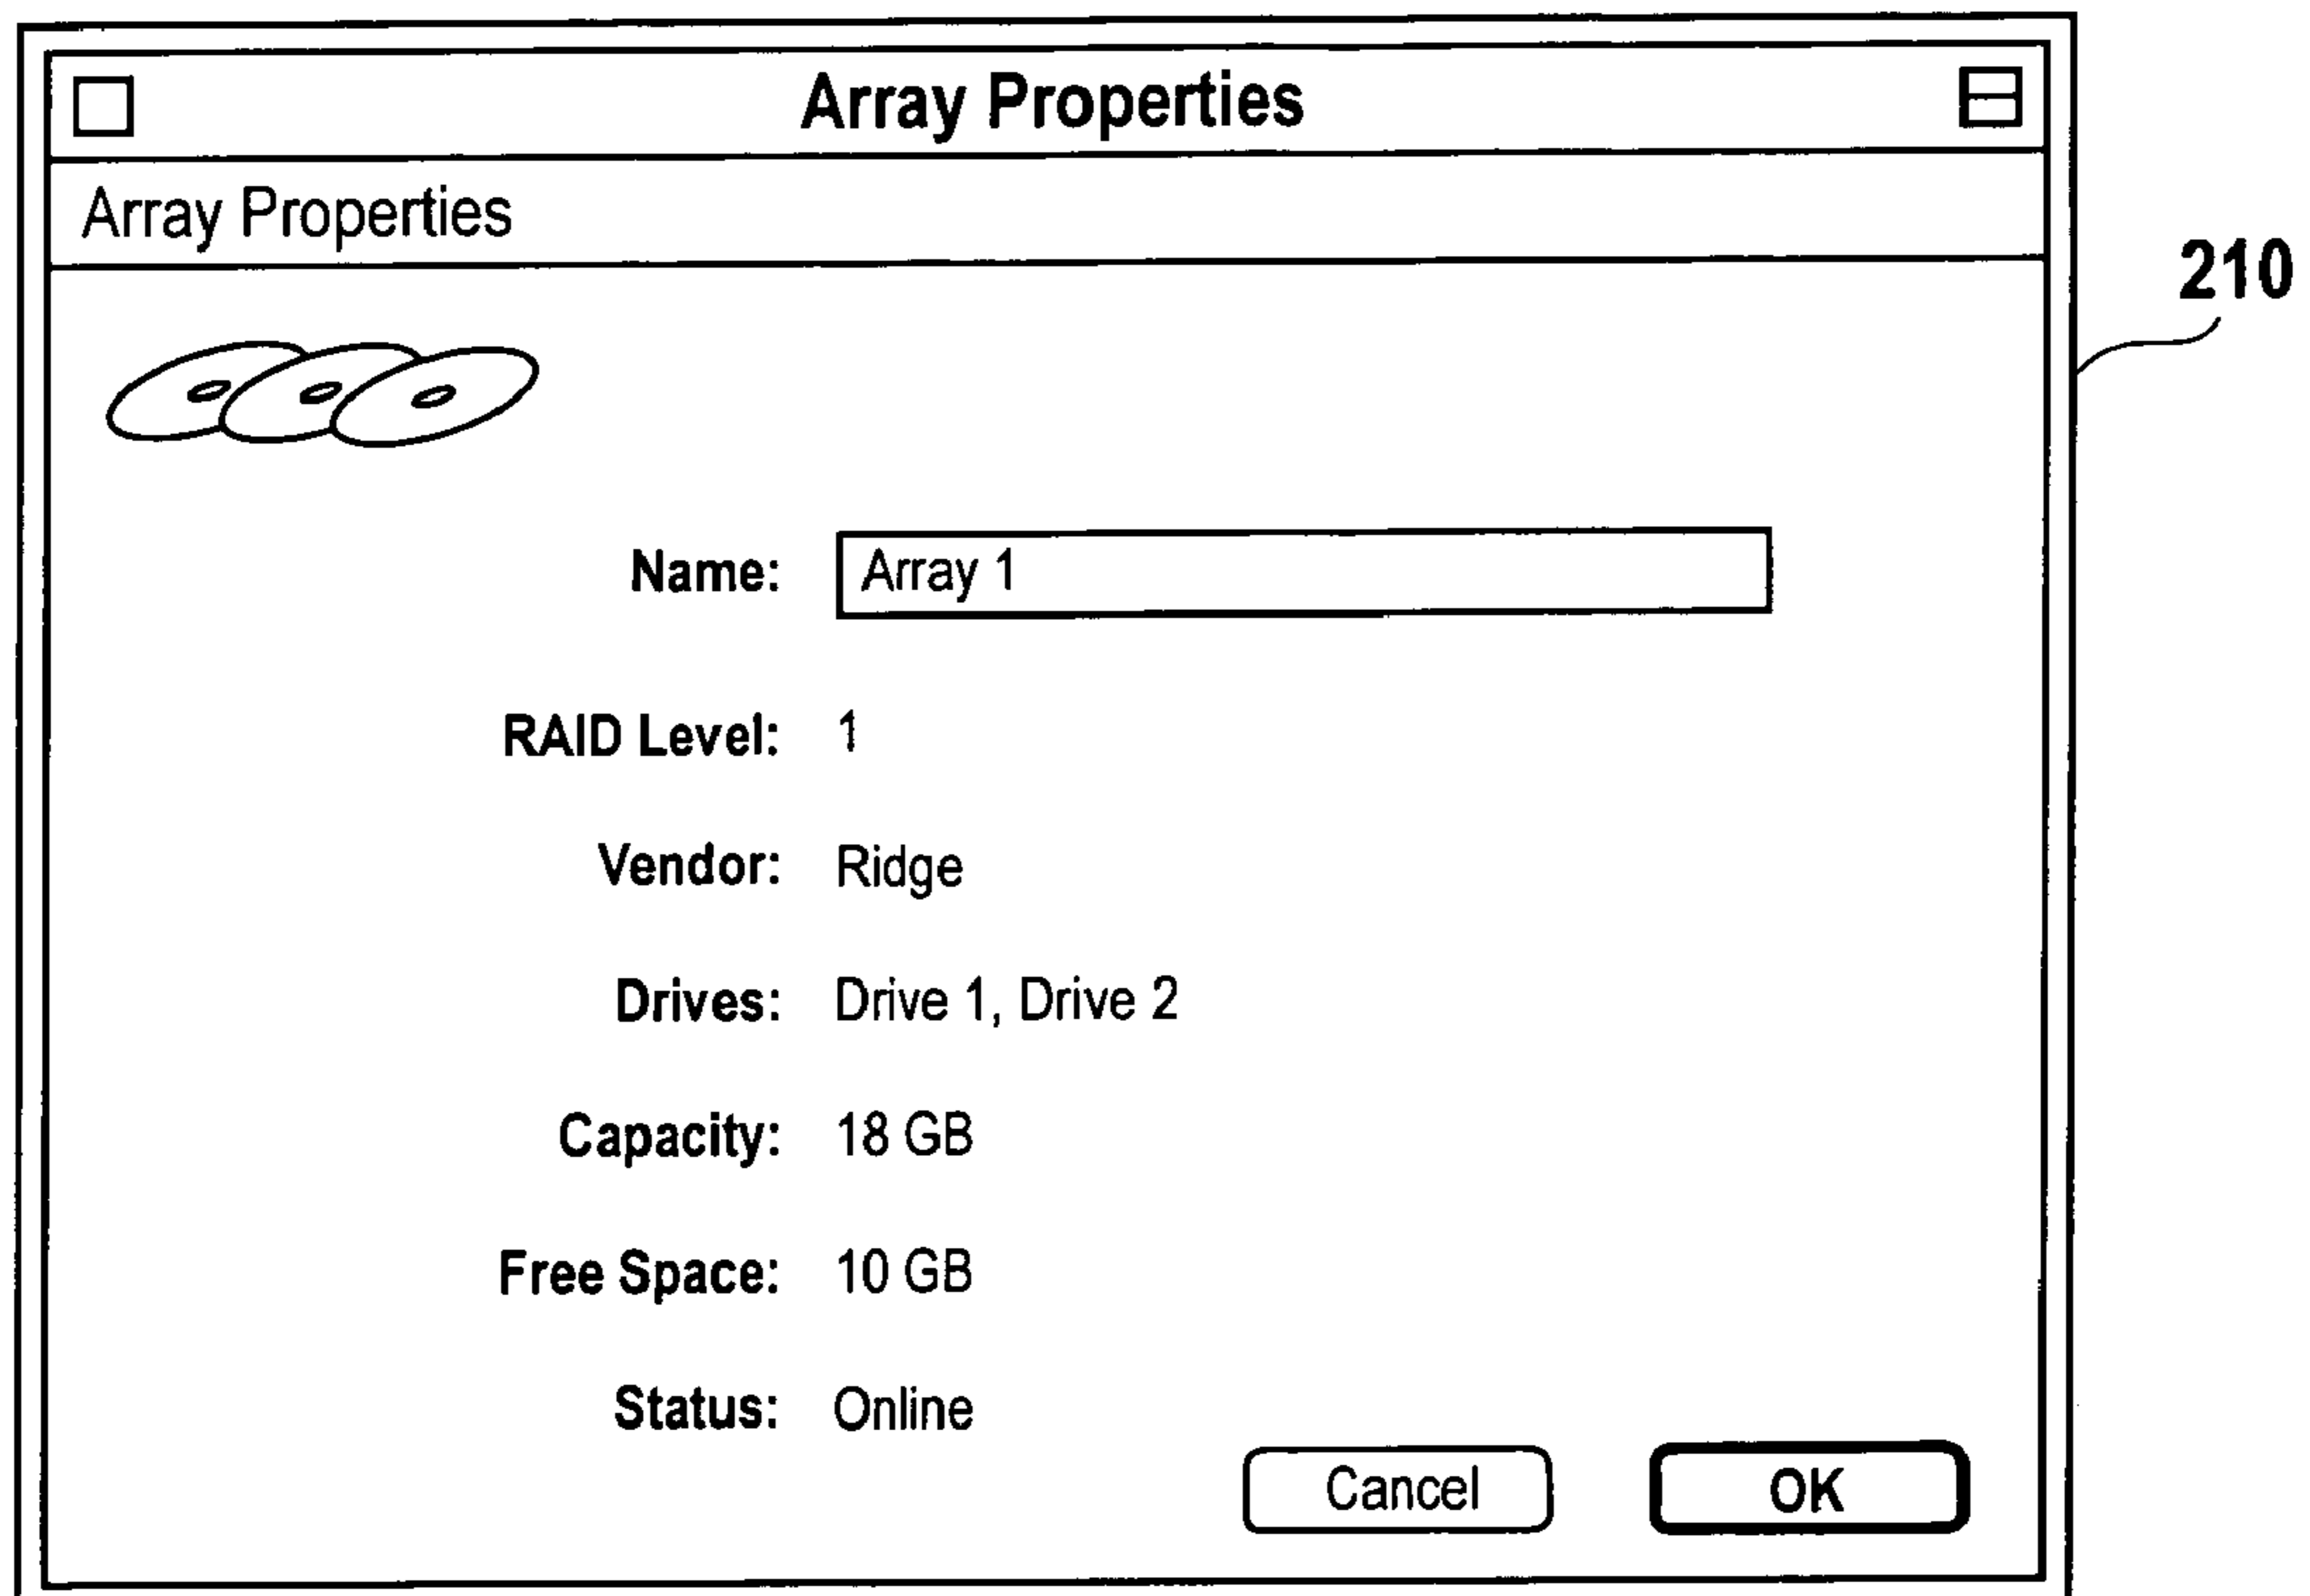 Array Properties
Array Properties
210
Name: Array 1
RAID Level: 1
Vendor: Ridge
Drives: Drive 1, Drive 2
Capacity: 18 GB
Free Space: 10 GB
Status: Online
Cancel OK